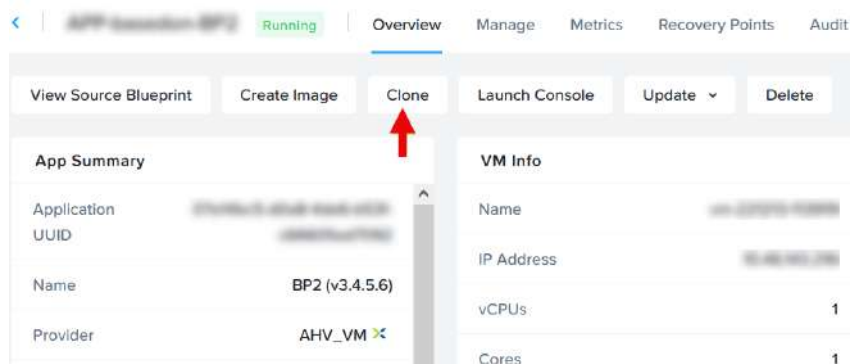 Running Overview Manage Metrics Recovery Points Audit
View Source Blueprint Create Image Clone Launch Console Update Delete
App Summary
Application
UUID
Name BP2 (v3.4.5.6)
Provider AHV_VM
VM Info
Name
IP Address
vCPUs 1
Cores 1